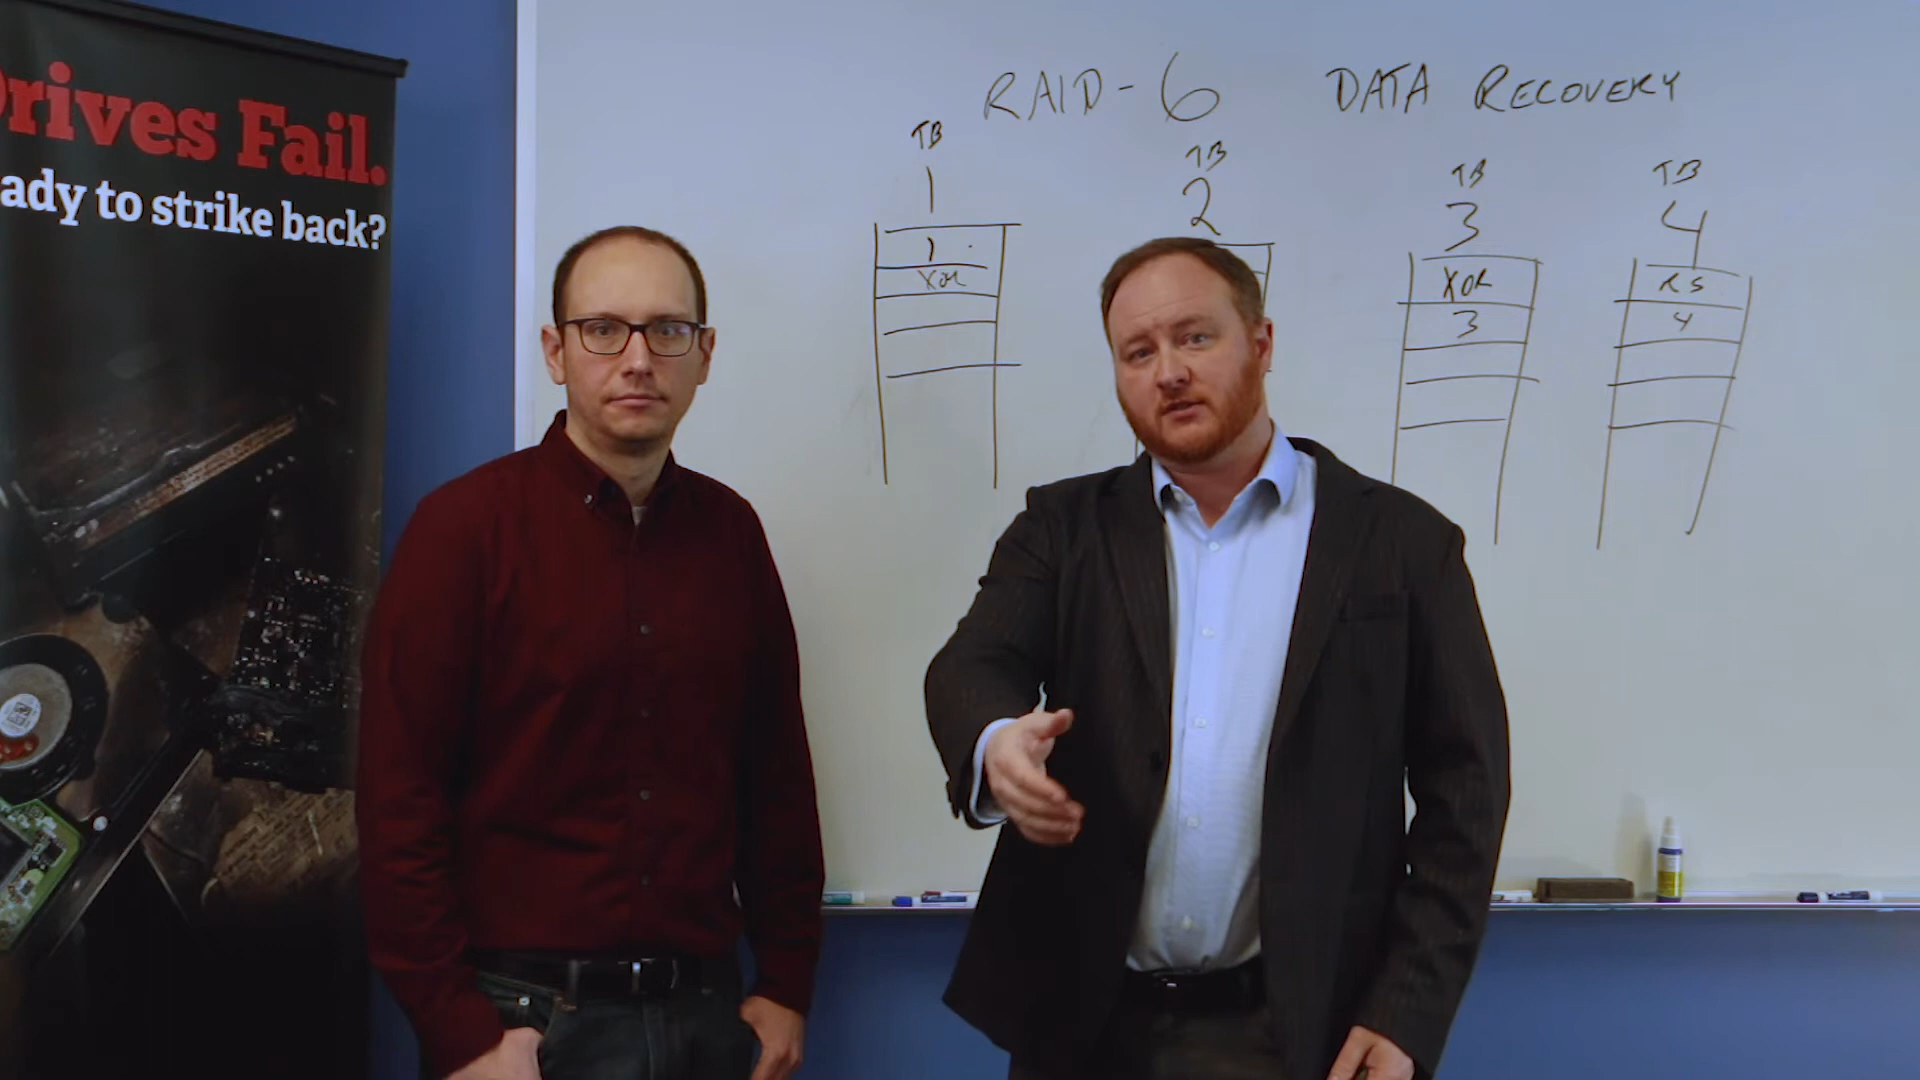 rives Fail.
ady to strike back?
RAID-6 DATA RECOVERY
TB TB TB TB
1 2 3 4
1 XOR RS
XOR 3 4